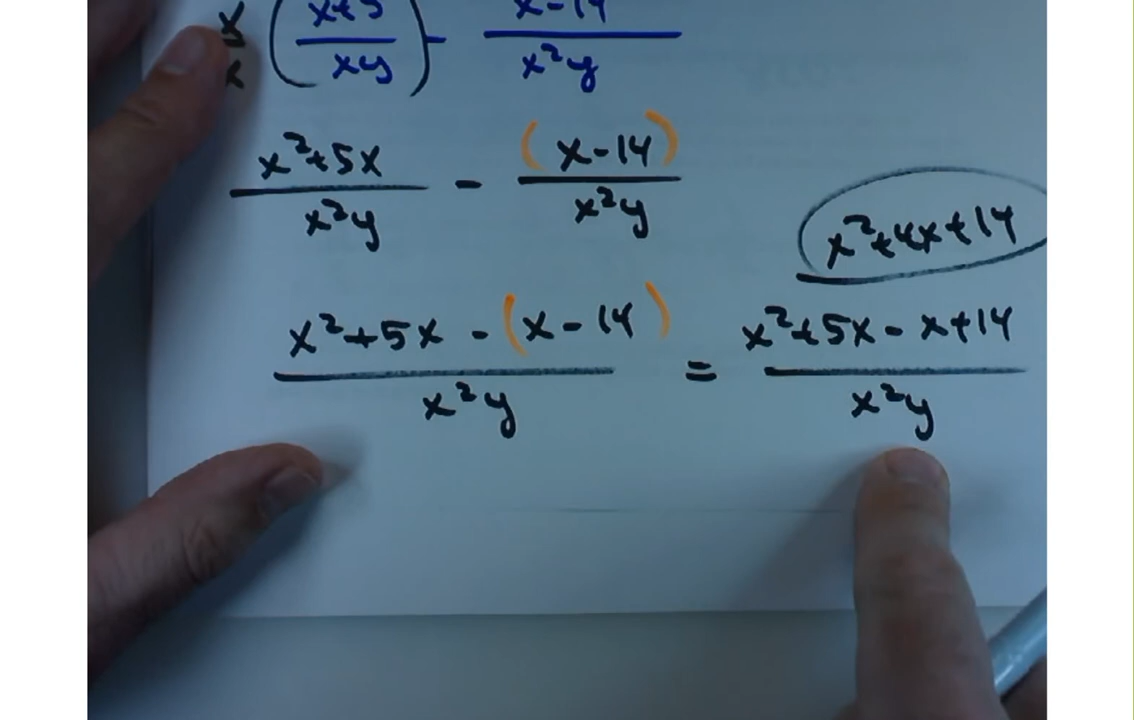 x/x ( (x+5)/(xy) ) - (x-14)/(x²y)
(x²+5x)/(x²y) - (x-14)/(x²y)
x²+4x+14
(x²+5x-(x-14))/(x²y) = (x²+5x-x+14)/(x²y)